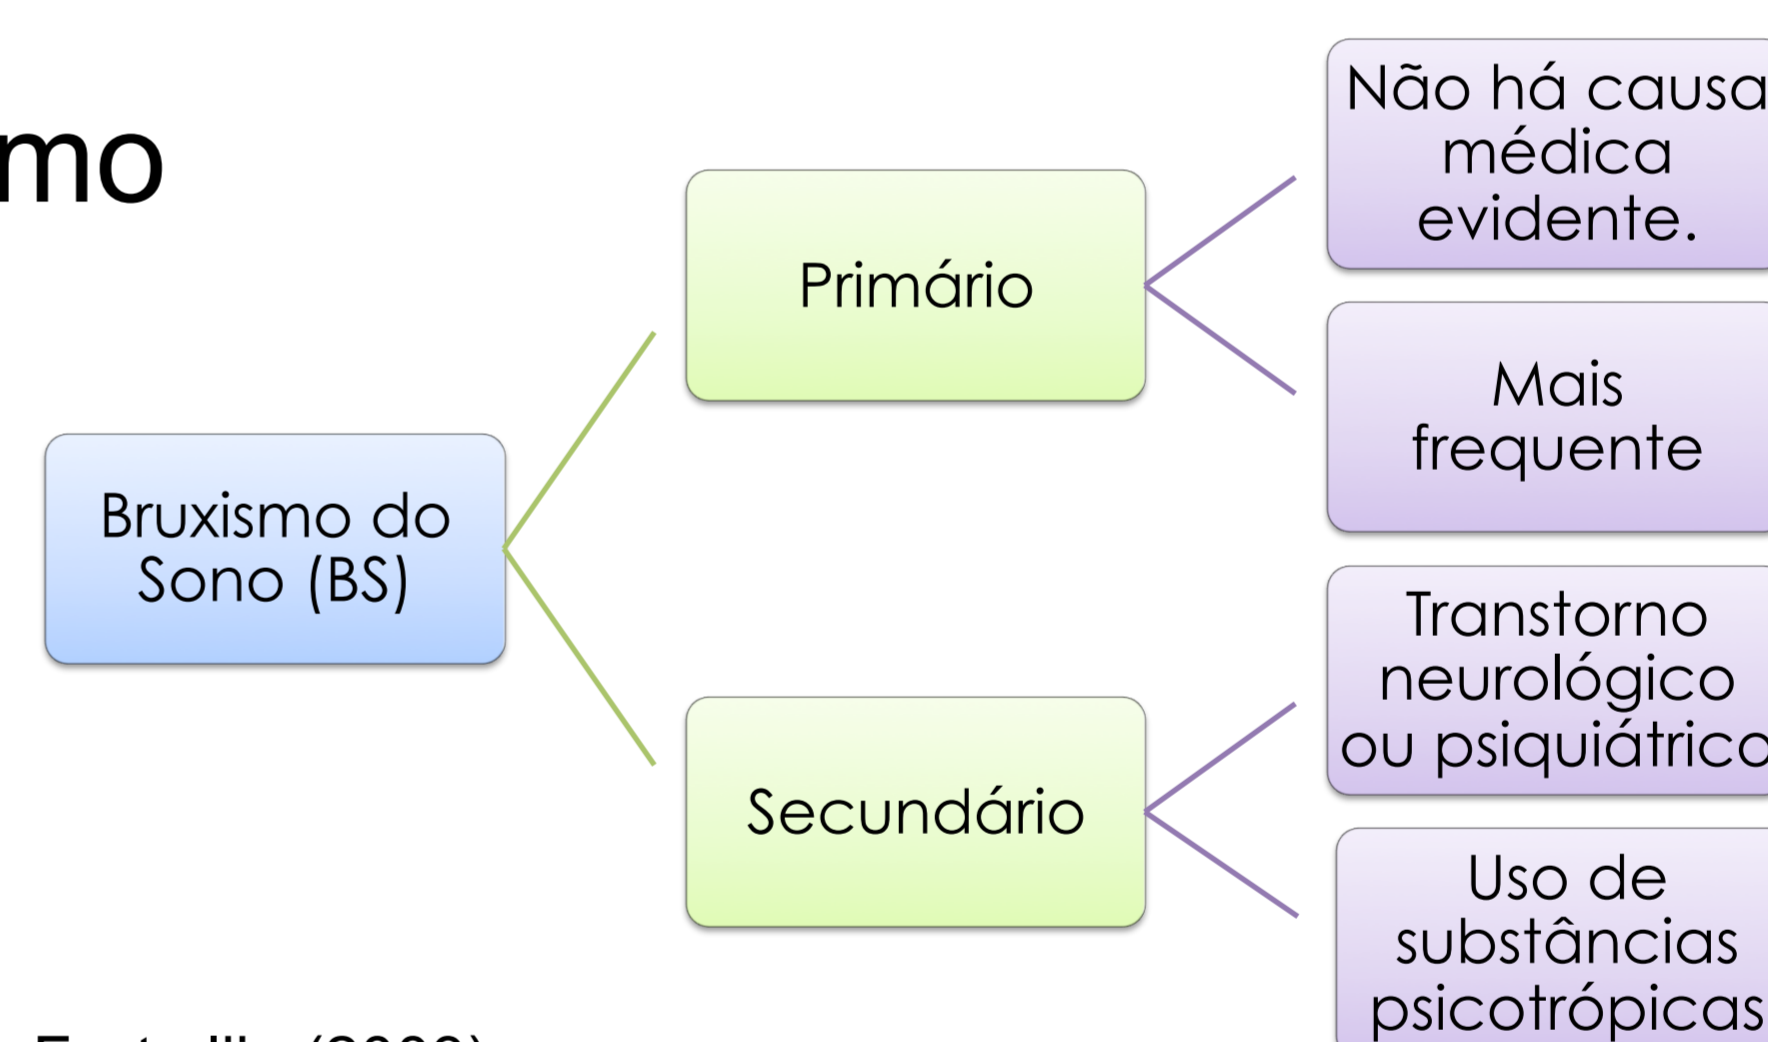 mo
Não há causa
médica
evidente.
Primário
Mais
frequente
Bruxismo do
Sono (BS)
Transtorno
neurológico
ou psiquiátrico
Secundário
Uso de
substâncias
psicotrópicas